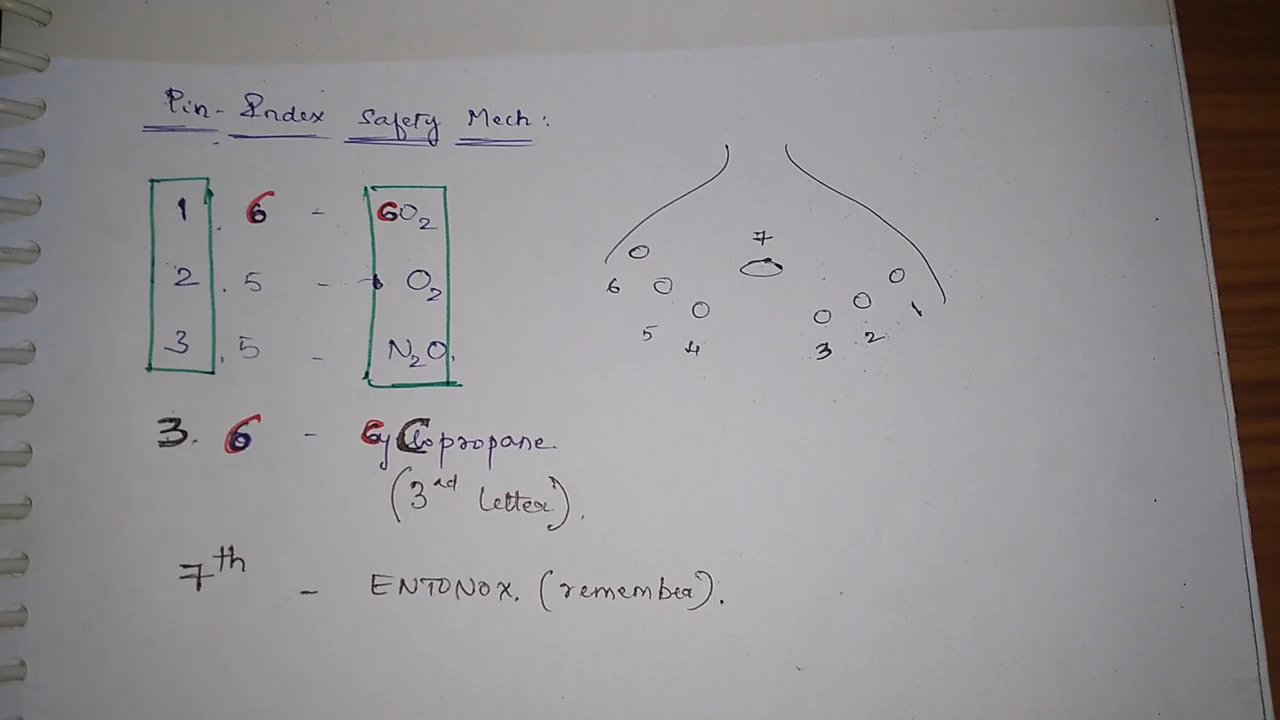 Pin-Index Safety Mech:
1 . 6 - CO₂
2 . 5 - O₂
3 . 5 - N₂O.
3. 6 - Cyclopropane.
(3rd letter).
7th - ENTONOX. (remember).
7
6
5
4
3
2
1